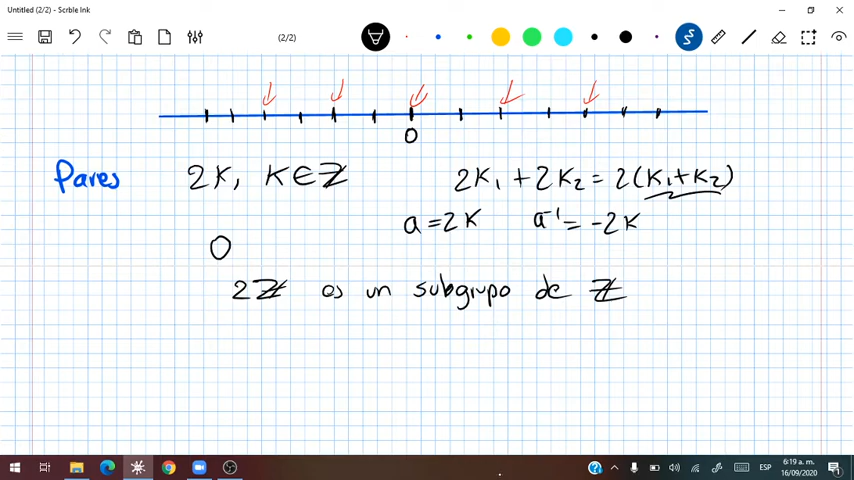 Untitled (2/2) - Scrble Ink
(2/2)
0
Pares 2K, K∈ℤ 2K₁ + 2K₂ = 2(K₁+K₂)
a = 2K a⁻¹ = -2K
0
2ℤ es un subgrupo de ℤ
ESP
6:19 a. m.
16/09/2020